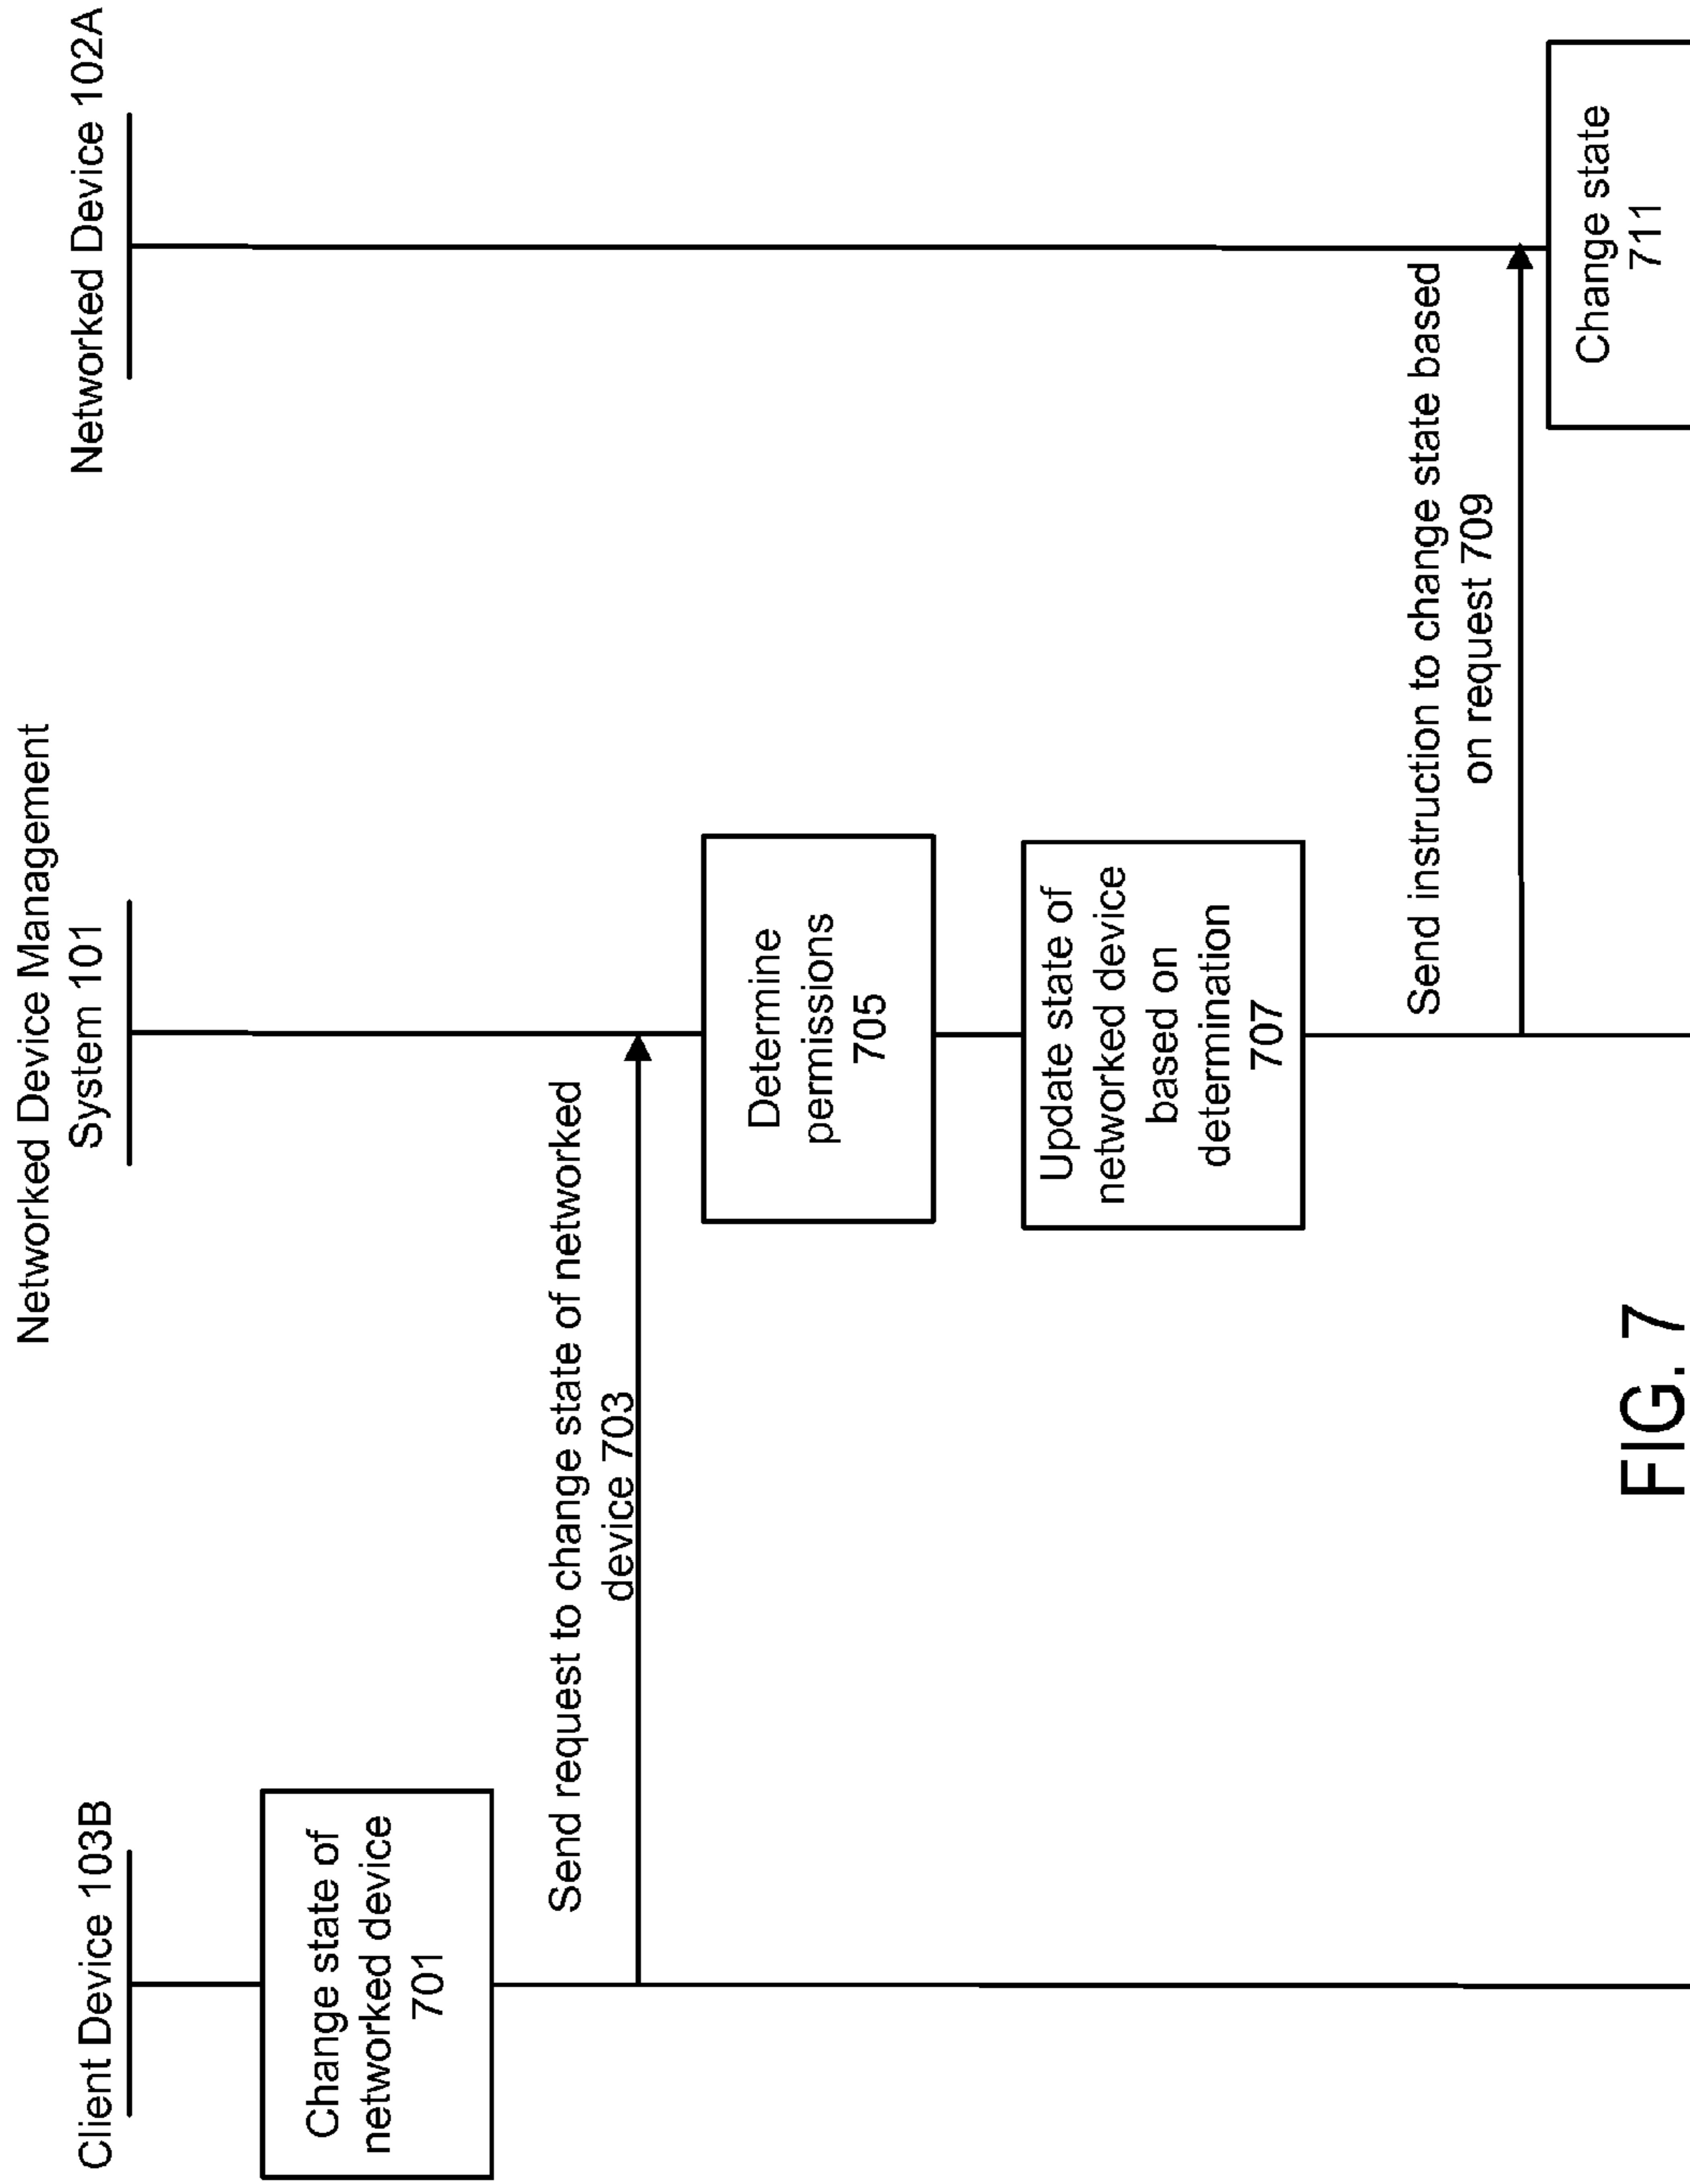 Networked Device Management
System 101
Client Device 103B
Networked Device 102A
Change state of
networked device
701
Send request to change state of networked
device 703
Determine
permissions
705
Update state of
networked device
based on
determination
707
Send instruction to change state based
on request 709
Change state
711
FIG. 7